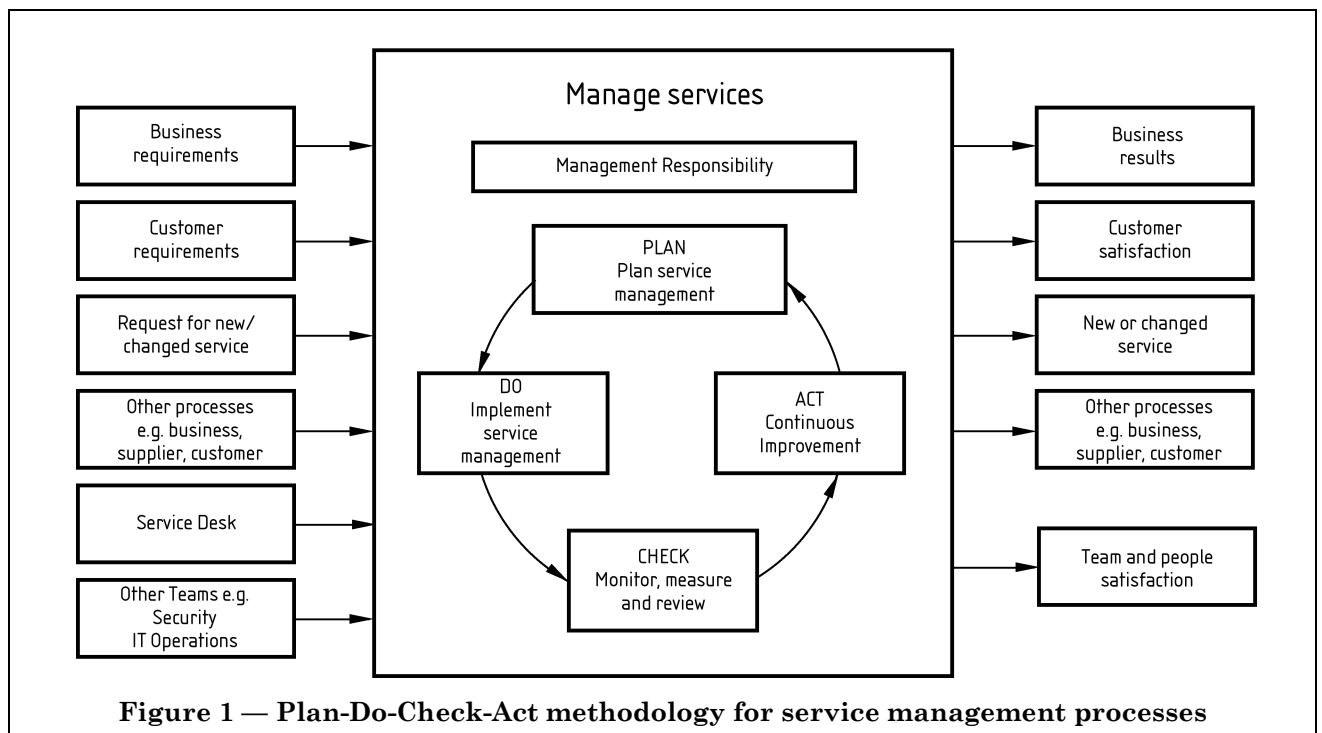 Manage services
Management Responsibility
Business
requirements
Customer
requirements
Request for new/
changed service
Other processes
e.g. business,
supplier, customer
Service Desk
Other Teams e.g.
Security
IT Operations
PLAN
Plan service
management
DO
Implement
service
management
CHECK
Monitor, measure
and review
ACT
Continuous
Improvement
Business
results
Customer
satisfaction
New or changed
service
Other processes
e.g. business,
supplier, customer
Team and people
satisfaction
Figure 1 — Plan-Do-Check-Act methodology for service management processes